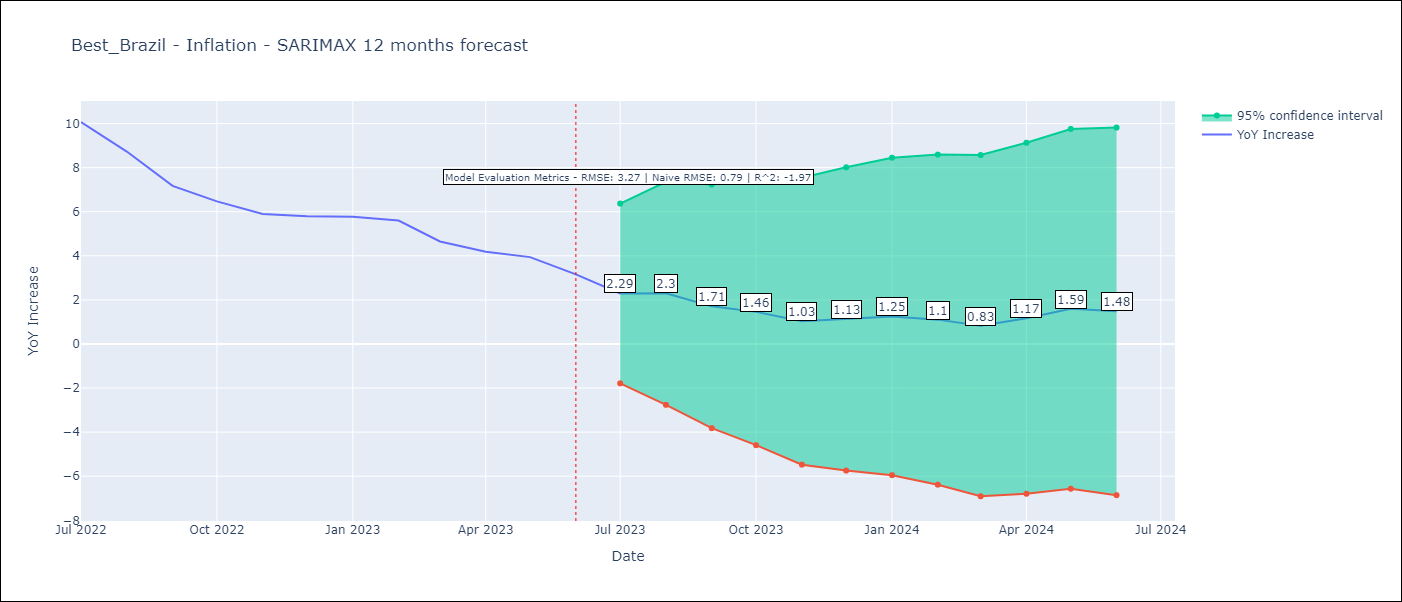 Best_Brazil - Inflation - SARIMAX 12 months forecast
95% confidence interval
YoY Increase
Model Evaluation Metrics - RMSE: 3.27 | Naive RMSE: 0.79 | R^2: -1.97
YoY Increase
10
8
6
4
2
0
−2
−4
−6
−8
2.29
2.3
1.71
1.46
1.03
1.13
1.25
1.1
0.83
1.17
1.59
1.48
Jul 2022
Oct 2022
Jan 2023
Apr 2023
Jul 2023
Oct 2023
Jan 2024
Apr 2024
Jul 2024
Date